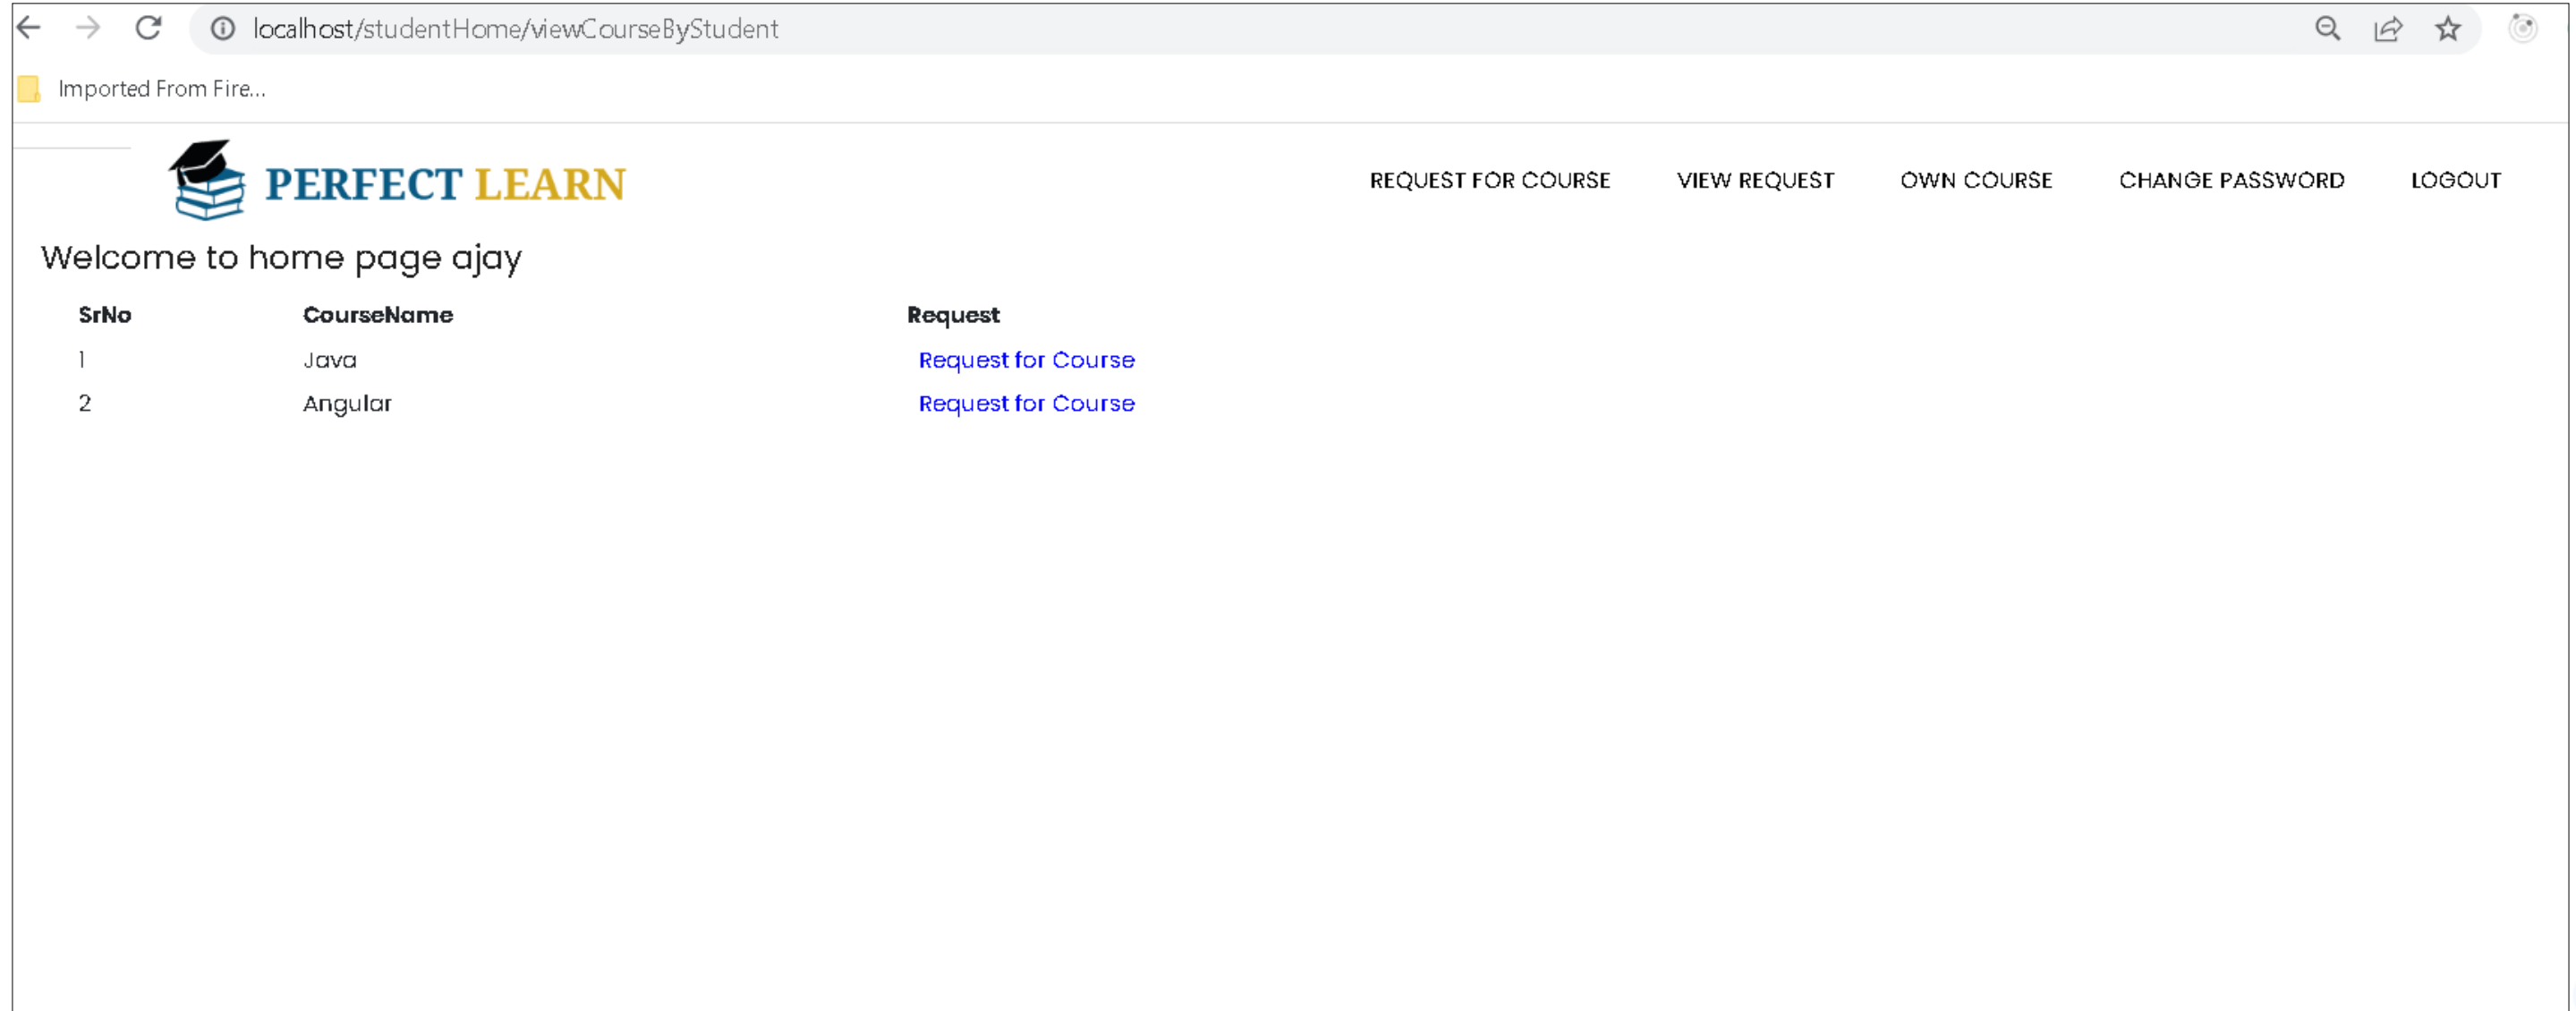 localhost/studentHome/viewCourseByStudent
Imported From Fire...
PERFECT LEARN REQUEST FOR COURSE VIEW REQUEST OWN COURSE CHANGE PASSWORD LOGOUT
Welcome to home page ajay
SrNo CourseName Request
1 Java Request for Course
2 Angular Request for Course